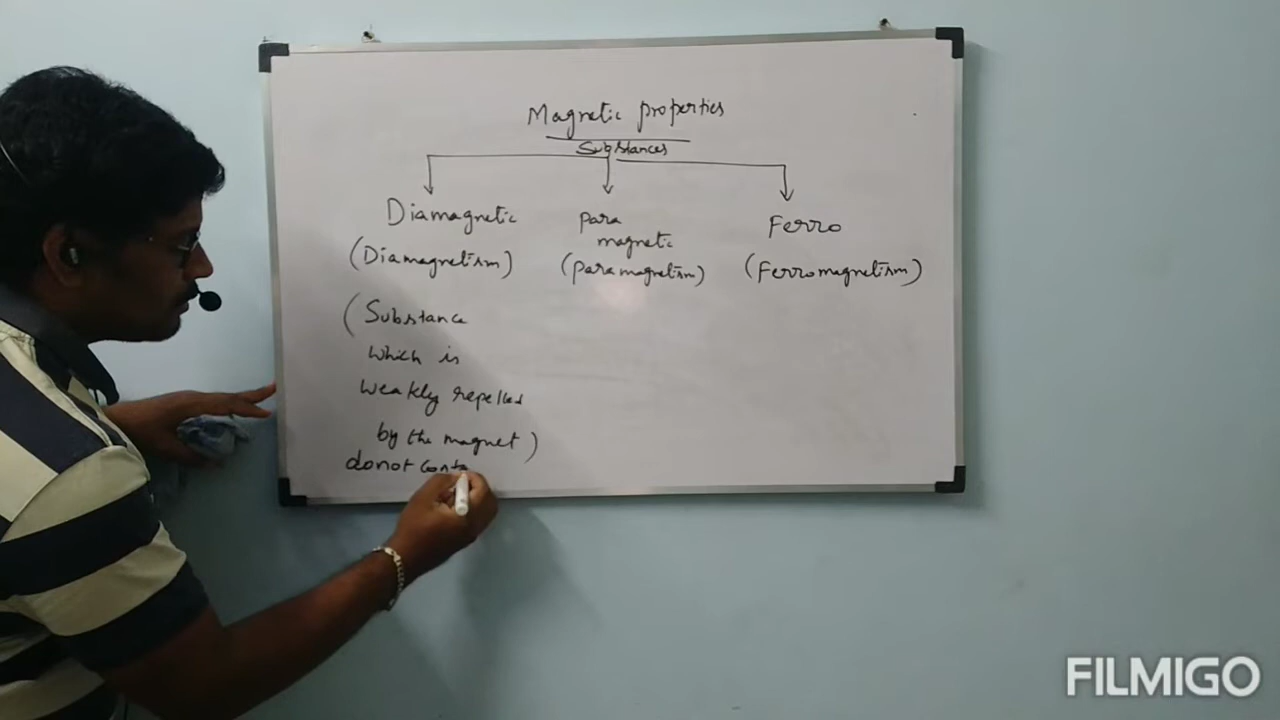 Magnetic properties
Substances
Diamagnetic
(Diamagnetism)
(Substance
which is
weakly repelled
by the magnet)
donot conta
para
magnetic
(paramagnetism)
Ferro
(Ferromagnetism)
FILMIGO